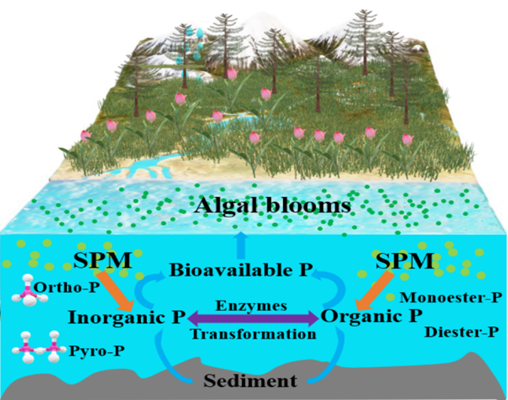 Algal blooms
SPM
SPM
Bioavailable P
Ortho-P
Monoester-P
Inorganic P
Enzymes
Transformation
Organic P
Diester-P
Pyro-P
Sediment